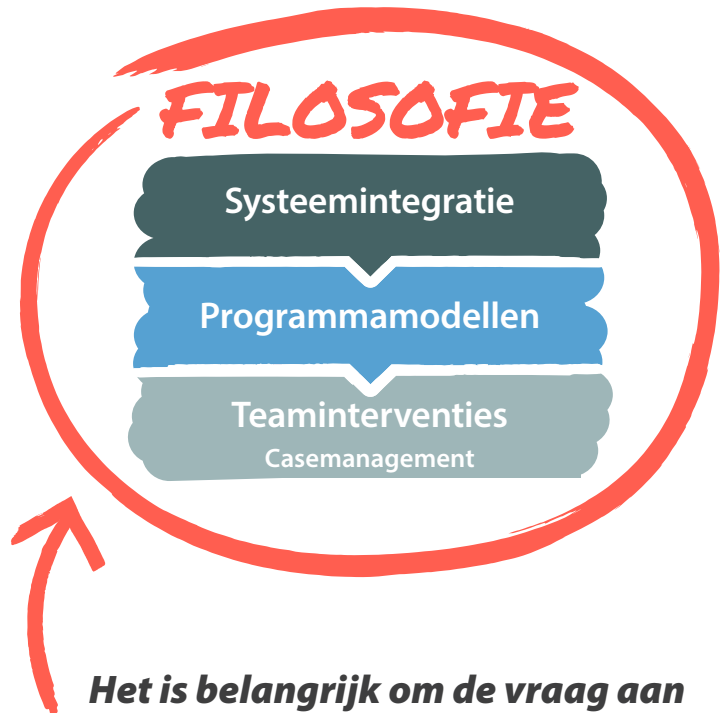 FILOSOFIE
Systeemintegratie
Programmamodellen
Teaminterventies
Casemanagement
Het is belangrijk om de vraag aan